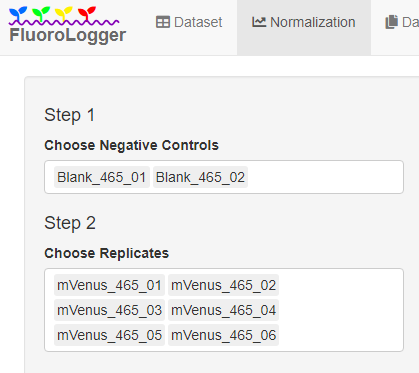 FluoroLogger
Dataset Normalization
Step 1
Choose Negative Controls
Blank_465_01 Blank_465_02
Step 2
Choose Replicates
mVenus_465_01 mVenus_465_02
mVenus_465_03 mVenus_465_04
mVenus_465_05 mVenus_465_06